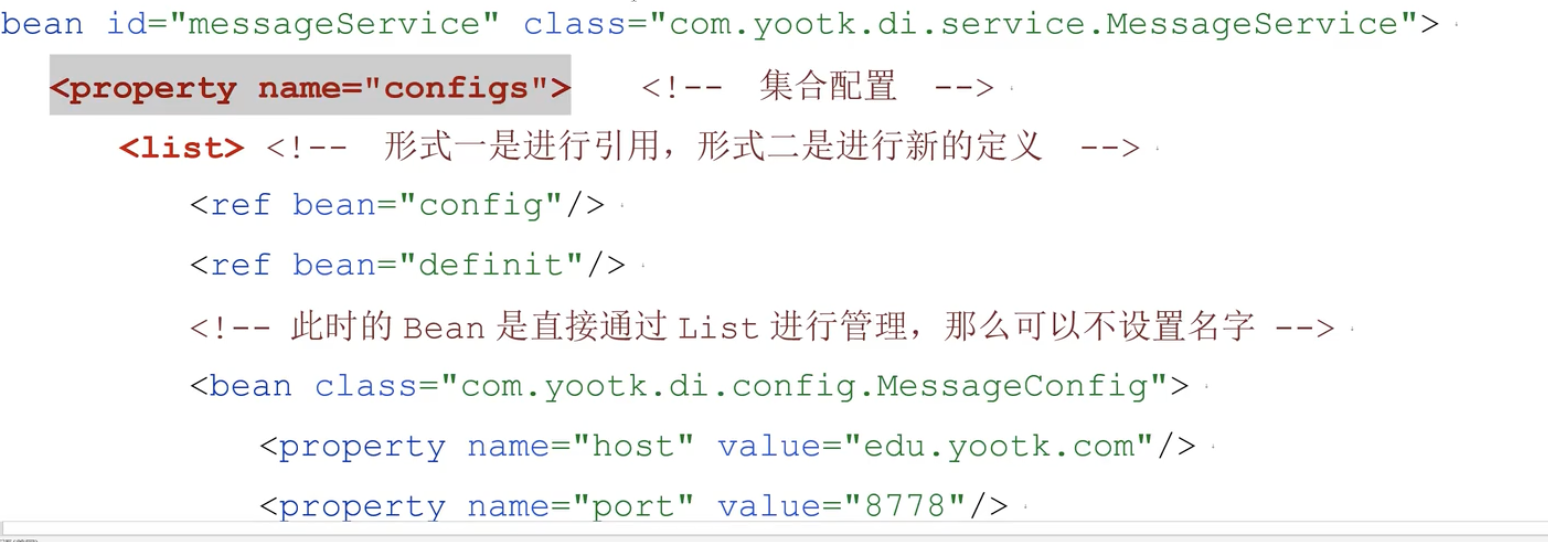 bean id="messageService" class="com.yootk.di.service.MessageService">
<property name="configs"> <!-- 集合配置 -->
<list> <!-- 形式一是进行引用，形式二是进行新的定义 -->
<ref bean="config"/>
<ref bean="definit"/>
<!-- 此时的 Bean 是直接通过 List 进行管理，那么可以不设置名字 -->
<bean class="com.yootk.di.config.MessageConfig">
<property name="host" value="edu.yootk.com"/>
<property name="port" value="8778"/>